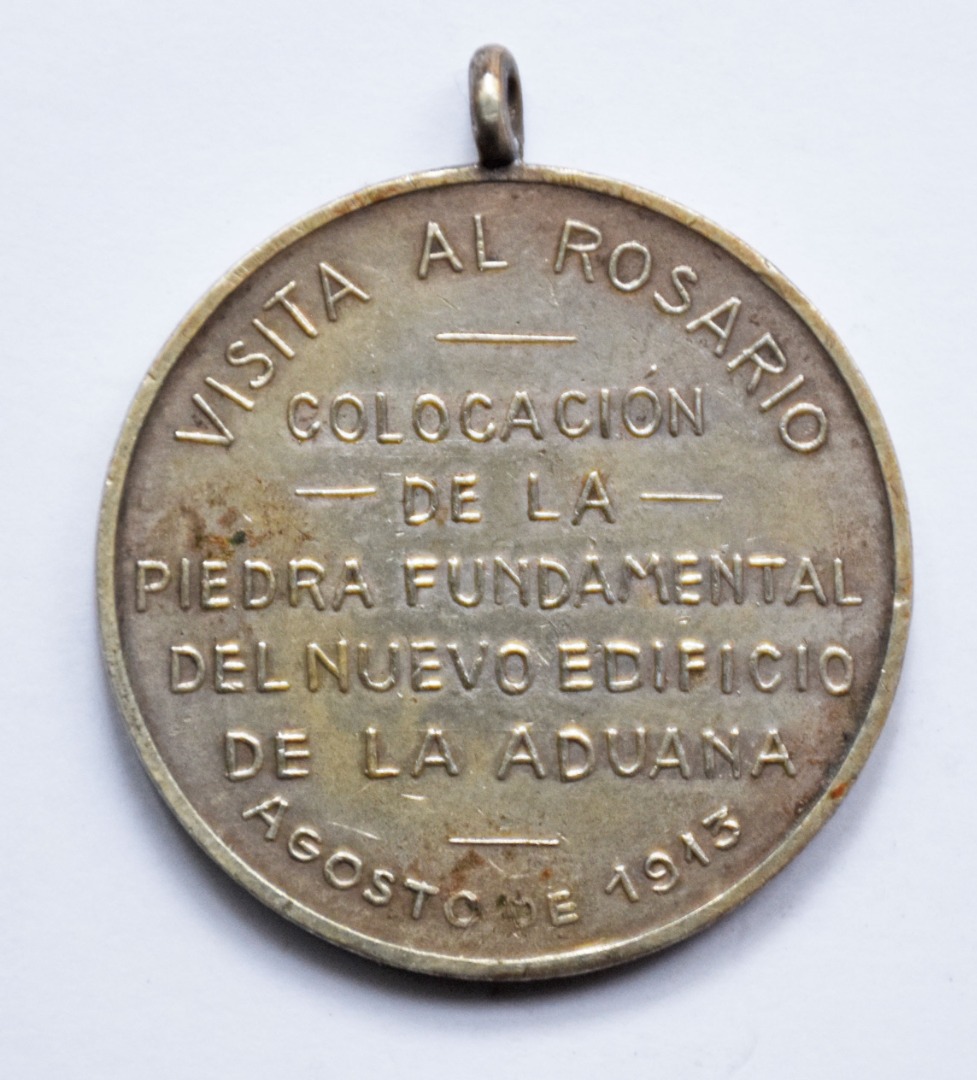 VISITA AL ROSARIO
COLOCACIÓN
— DE LA —
PIEDRA FUNDAMENTAL
DEL NUEVO EDIFICIO
DE LA ADUANA
AGOSTO DE 1913